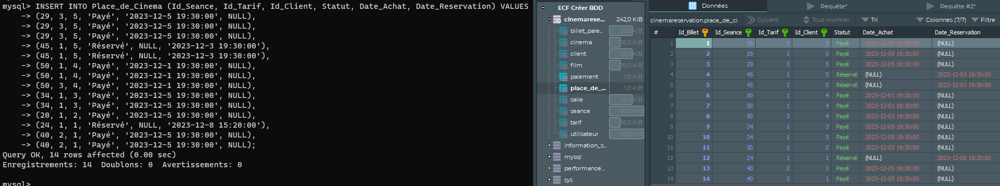 mysql> INSERT INTO Place_de_Cinema (Id_Seance, Id_Tarif, Id_Client, Statut, Date_Achat, Date_Reservation) VALUES
-> (29, 3, 5, 'Payé', '2023-12-5 19:30:00', NULL),
-> (29, 3, 5, 'Payé', '2023-12-5 19:30:00', NULL),
-> (29, 3, 5, 'Payé', '2023-12-5 19:30:00', NULL),
-> (45, 1, 5, 'Réservé', NULL, '2023-12-3 19:30:00'),
-> (45, 1, 5, 'Réservé', NULL, '2023-12-3 19:30:00'),
-> (50, 1, 4, 'Payé', '2023-12-1 19:30:00', NULL),
-> (50, 1, 4, 'Payé', '2023-12-1 19:30:00', NULL),
-> (50, 3, 4, 'Payé', '2023-12-1 19:30:00', NULL),
-> (34, 1, 3, 'Payé', '2023-12-5 19:30:00', NULL),
-> (34, 1, 3, 'Payé', '2023-12-5 19:30:00', NULL),
-> (20, 1, 2, 'Payé', '2023-12-5 19:30:00', NULL),
-> (24, 1, 1, 'Réservé', NULL, '2023-12-8 15:20:00'),
-> (40, 2, 1, 'Payé', '2023-12-5 19:30:00', NULL),
-> (40, 2, 1, 'Payé', '2023-12-5 19:30:00', NULL);
Query OK, 14 rows affected (0.00 sec)
Enregistrements: 14 Doublons: 0 Avertissements: 0
mysql>
ECF Créer BDD
cinemarese... 242,0 KiB
billet_paie... 32,0 KiB
cinema 16,0 KiB
client 32,0 KiB
film 16,0 KiB
paiement 1,0 KiB
place_de_... 1,0 KiB
salle 32,0 KiB
seance 48,0 KiB
tarif 16,0 KiB
utilisateur 48,0 KiB
information_s...
mysql
performance...
sys
Données Requête* Requête #2*
cinemareservation.place_de_ci Suivant Tout montrer Tri Colonnes (7/7) Filtre
# Id_Billet Id_Seance Id_Tarif Id_Client Statut Date_Achat Date_Reservation
1 1 29 3 5 Payé 2023-12-05 19:30:00 (NULL)
2 2 29 3 5 Payé 2023-12-05 19:30:00 (NULL)
3 3 29 3 5 Payé 2023-12-05 19:30:00 (NULL)
4 4 45 1 5 Réservé (NULL) 2023-12-03 19:30:00
5 5 45 1 5 Réservé (NULL) 2023-12-03 19:30:00
6 6 50 1 4 Payé 2023-12-01 19:30:00 (NULL)
7 7 50 1 4 Payé 2023-12-01 19:30:00 (NULL)
8 8 50 3 4 Payé 2023-12-01 19:30:00 (NULL)
9 9 34 1 3 Payé 2023-12-05 19:30:00 (NULL)
10 10 34 1 3 Payé 2023-12-05 19:30:00 (NULL)
11 11 20 1 2 Payé 2023-12-05 19:30:00 (NULL)
12 12 24 1 1 Réservé (NULL) 2023-12-08 15:20:00
13 13 40 2 1 Payé 2023-12-05 19:30:00 (NULL)
14 14 40 2 1 Payé 2023-12-05 19:30:00 (NULL)